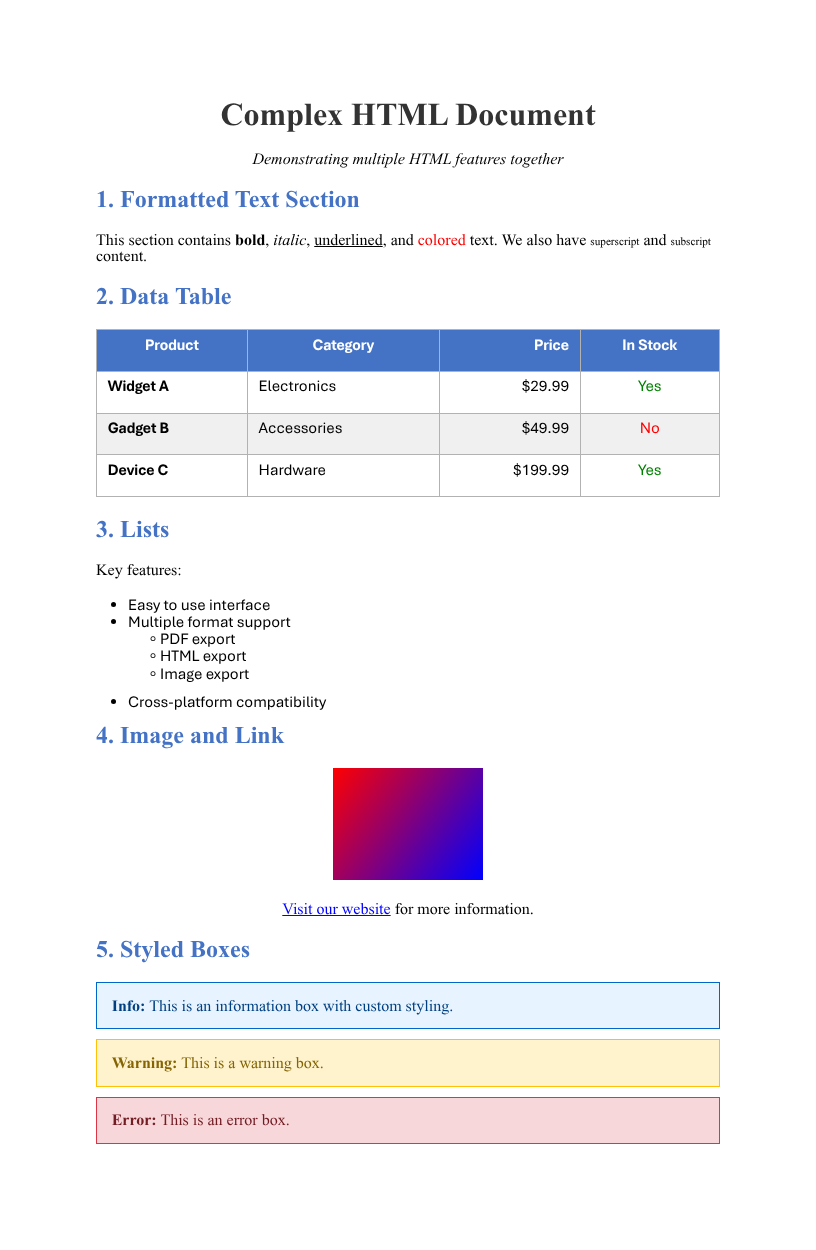 Complex HTML Document
Demonstrating multiple HTML features together
1. Formatted Text Section
This section contains bold, italic, underlined, and colored text. We also have superscript and subscript
content.
2. Data Table
Product Category Price In Stock
Widget A Electronics $29.99 Yes
Gadget B Accessories $49.99 No
Device C Hardware $199.99 Yes
3. Lists
Key features:
• Easy to use interface
• Multiple format support
◦ PDF export
◦ HTML export
◦ Image export
• Cross-platform compatibility
4. Image and Link
Visit our website for more information.
5. Styled Boxes
Info: This is an information box with custom styling.
Warning: This is a warning box.
Error: This is an error box.